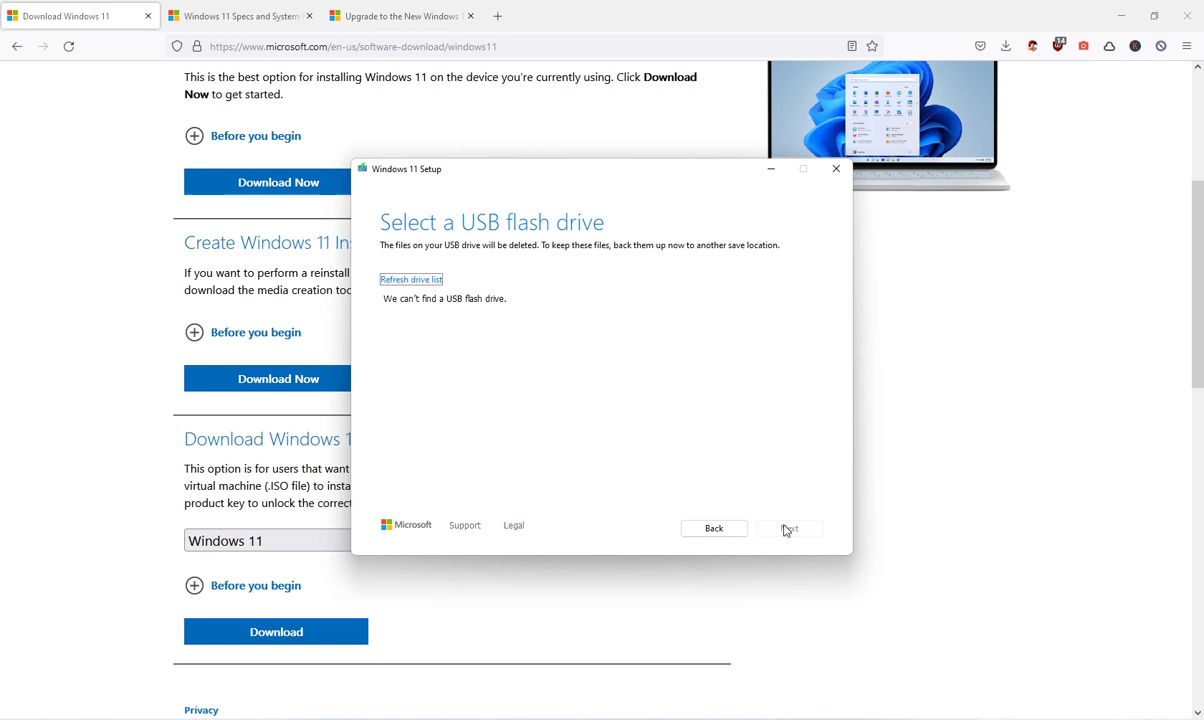 Download Windows 11
Windows 11 Specs and System
Upgrade to the New Windows
https://www.microsoft.com/en-us/software-download/windows11
14
This is the best option for installing Windows 11 on the device you're currently using. Click Download
Now to get started.
Before you begin
Download Now
Create Windows 11 Ins
If you want to perform a reinstall
download the media creation too
Before you begin
Download Now
Download Windows 1
This option is for users that want
virtual machine (.ISO file) to insta
product key to unlock the correct
Windows 11
Before you begin
Download
Privacy
Windows 11 Setup
Select a USB flash drive
The files on your USB drive will be deleted. To keep these files, back them up now to another save location.
Refresh drive list
We can't find a USB flash drive.
Microsoft
Support
Legal
Back
Next